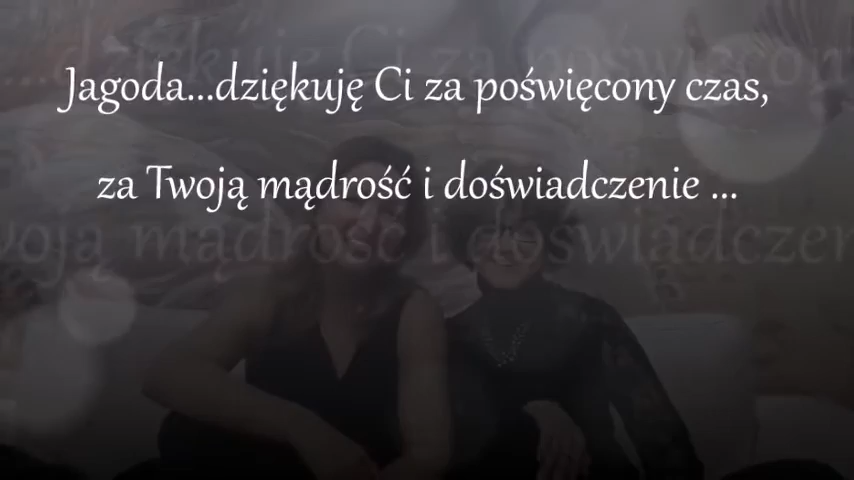 Jagoda...dziękuję Ci za poświęcony czas,
za Twoją mądrość i doświadczenie ...